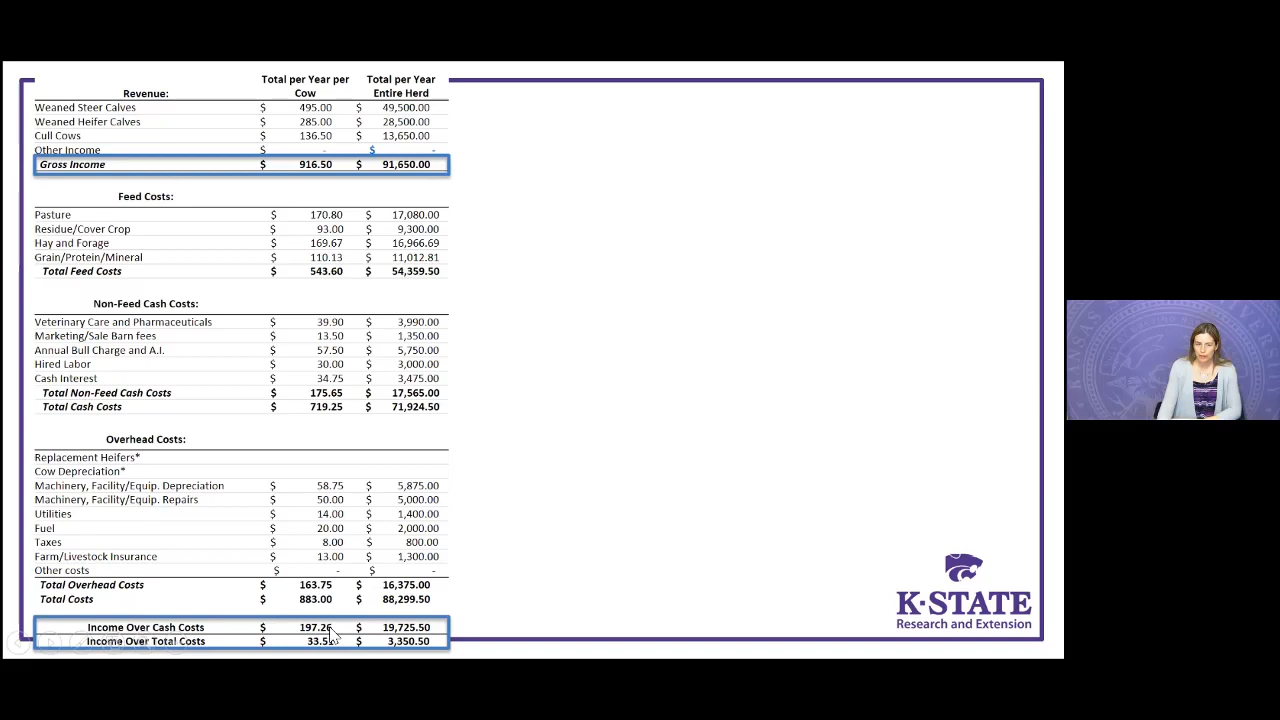 Total per Year per Total per Year
Revenue: Cow Entire Herd
Weaned Steer Calves $ 495.00 $ 49,500.00
Weaned Heifer Calves $ 285.00 $ 28,500.00
Cull Cows $ 136.50 $ 13,650.00
Other Income $ - $ -
Gross Income $ 916.50 $ 91,650.00
Feed Costs:
Pasture $ 170.80 $ 17,080.00
Residue/Cover Crop $ 93.00 $ 9,300.00
Hay and Forage $ 169.67 $ 16,966.69
Grain/Protein/Mineral $ 110.13 $ 11,012.81
Total Feed Costs $ 543.60 $ 54,359.50
Non-Feed Cash Costs:
Veterinary Care and Pharmaceuticals $ 39.90 $ 3,990.00
Marketing/Sale Barn fees $ 13.50 $ 1,350.00
Annual Bull Charge and A.I. $ 57.50 $ 5,750.00
Hired Labor $ 30.00 $ 3,000.00
Cash Interest $ 34.75 $ 3,475.00
Total Non-Feed Cash Costs $ 175.65 $ 17,565.00
Total Cash Costs $ 719.25 $ 71,924.50
Overhead Costs:
Replacement Heifers*
Cow Depreciation*
Machinery, Facility/Equip. Depreciation $ 58.75 $ 5,875.00
Machinery, Facility/Equip. Repairs $ 50.00 $ 5,000.00
Utilities $ 14.00 $ 1,400.00
Fuel $ 20.00 $ 2,000.00
Taxes $ 8.00 $ 800.00
Farm/Livestock Insurance $ 13.00 $ 1,300.00
Other costs $ - $ -
Total Overhead Costs $ 163.75 $ 16,375.00
Total Costs $ 883.00 $ 88,299.50
Income Over Cash Costs $ $ 19,725.50
Income Over Total Costs $ $ 3,350.50
K-STATE
Research and Extension